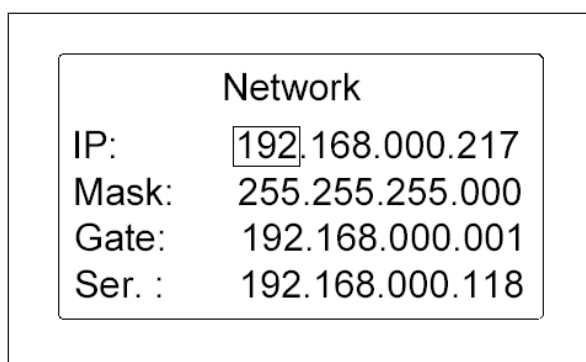 Network
IP: 192.168.000.217
Mask: 255.255.255.000
Gate: 192.168.000.001
Ser. : 192.168.000.118